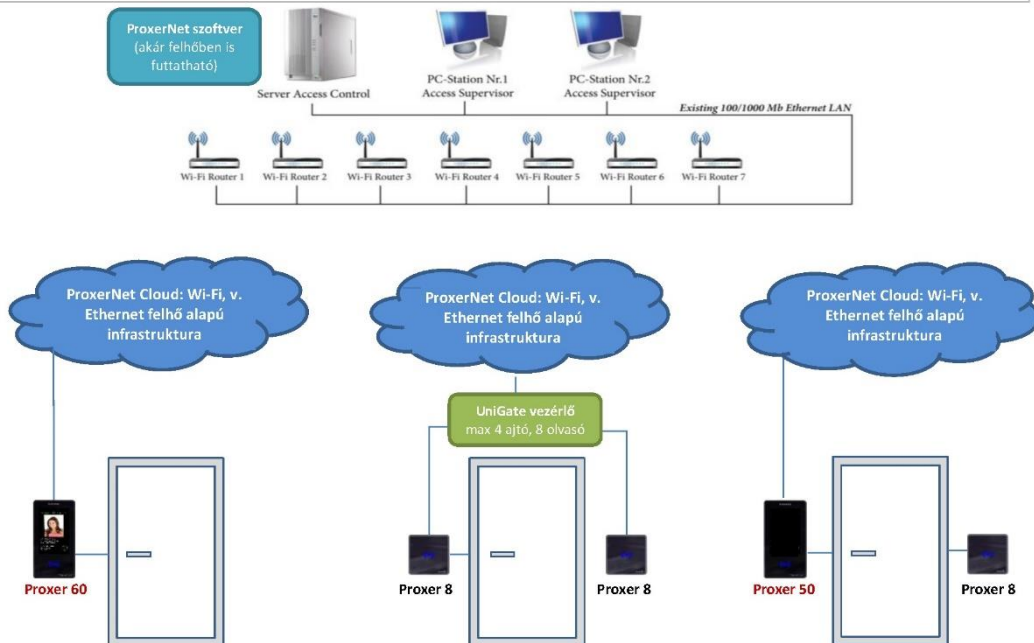 ProxerNet szoftver
(akár felhőben is
futtatható)
Server Access Control
PC-Station Nr.1
Access Supervisor
PC-Station Nr.2
Access Supervisor
Existing 100/1000 Mb Ethernet LAN
Wi-Fi Router 1
Wi-Fi Router 2
Wi-Fi Router 3
Wi-Fi Router 4
Wi-Fi Router 5
Wi-Fi Router 6
Wi-Fi Router 7
ProxerNet Cloud: Wi-Fi, v.
Ethernet felhő alapú
infrastruktura
ProxerNet Cloud: Wi-Fi, v.
Ethernet felhő alapú
infrastruktura
ProxerNet Cloud: Wi-Fi, v.
Ethernet felhő alapú
infrastruktura
UniGate vezérlő
max 4 ajtó, 8 olvasó
Proxer 60
Proxer 8
Proxer 8
Proxer 50
Proxer 8